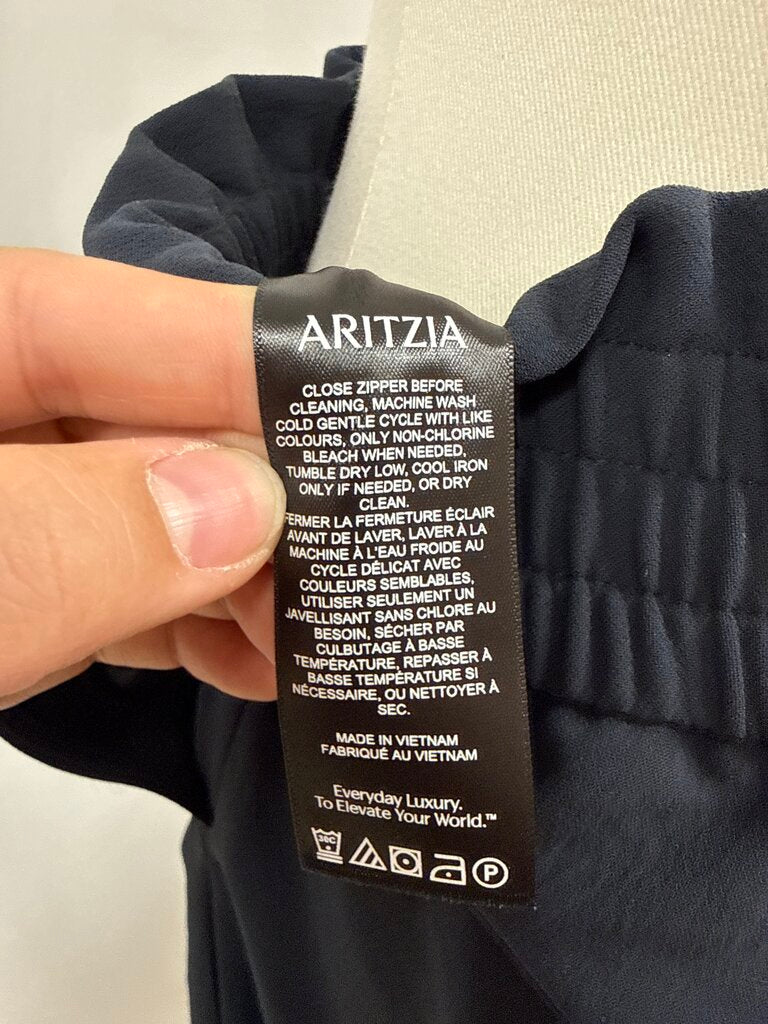 ARITZIA
CLOSE ZIPPER BEFORE
CLEANING, MACHINE WASH
COLD GENTLE CYCLE WITH LIKE
COLOURS, ONLY NON-CHLORINE
BLEACH WHEN NEEDED,
TUMBLE DRY LOW, COOL IRON
ONLY IF NEEDED, OR DRY
CLEAN.
FERMER LA FERMETURE ÉCLAIR
AVANT DE LAVER, LAVER À LA
MACHINE À L'EAU FROIDE AU
CYCLE DÉLICAT AVEC
COULEURS SEMBLABLES,
UTILISER SEULEMENT UN
JAVELLISANT SANS CHLORE AU
BESOIN, SÉCHER PAR
CULBUTAGE À BASSE
TEMPÉRATURE, REPASSER À
BASSE TEMPÉRATURE SI
NÉCESSAIRE, OU NETTOYER À
SEC.
MADE IN VIETNAM
FABRIQUÉ AU VIETNAM
Everyday Luxury.
To Elevate Your World.™
30C P